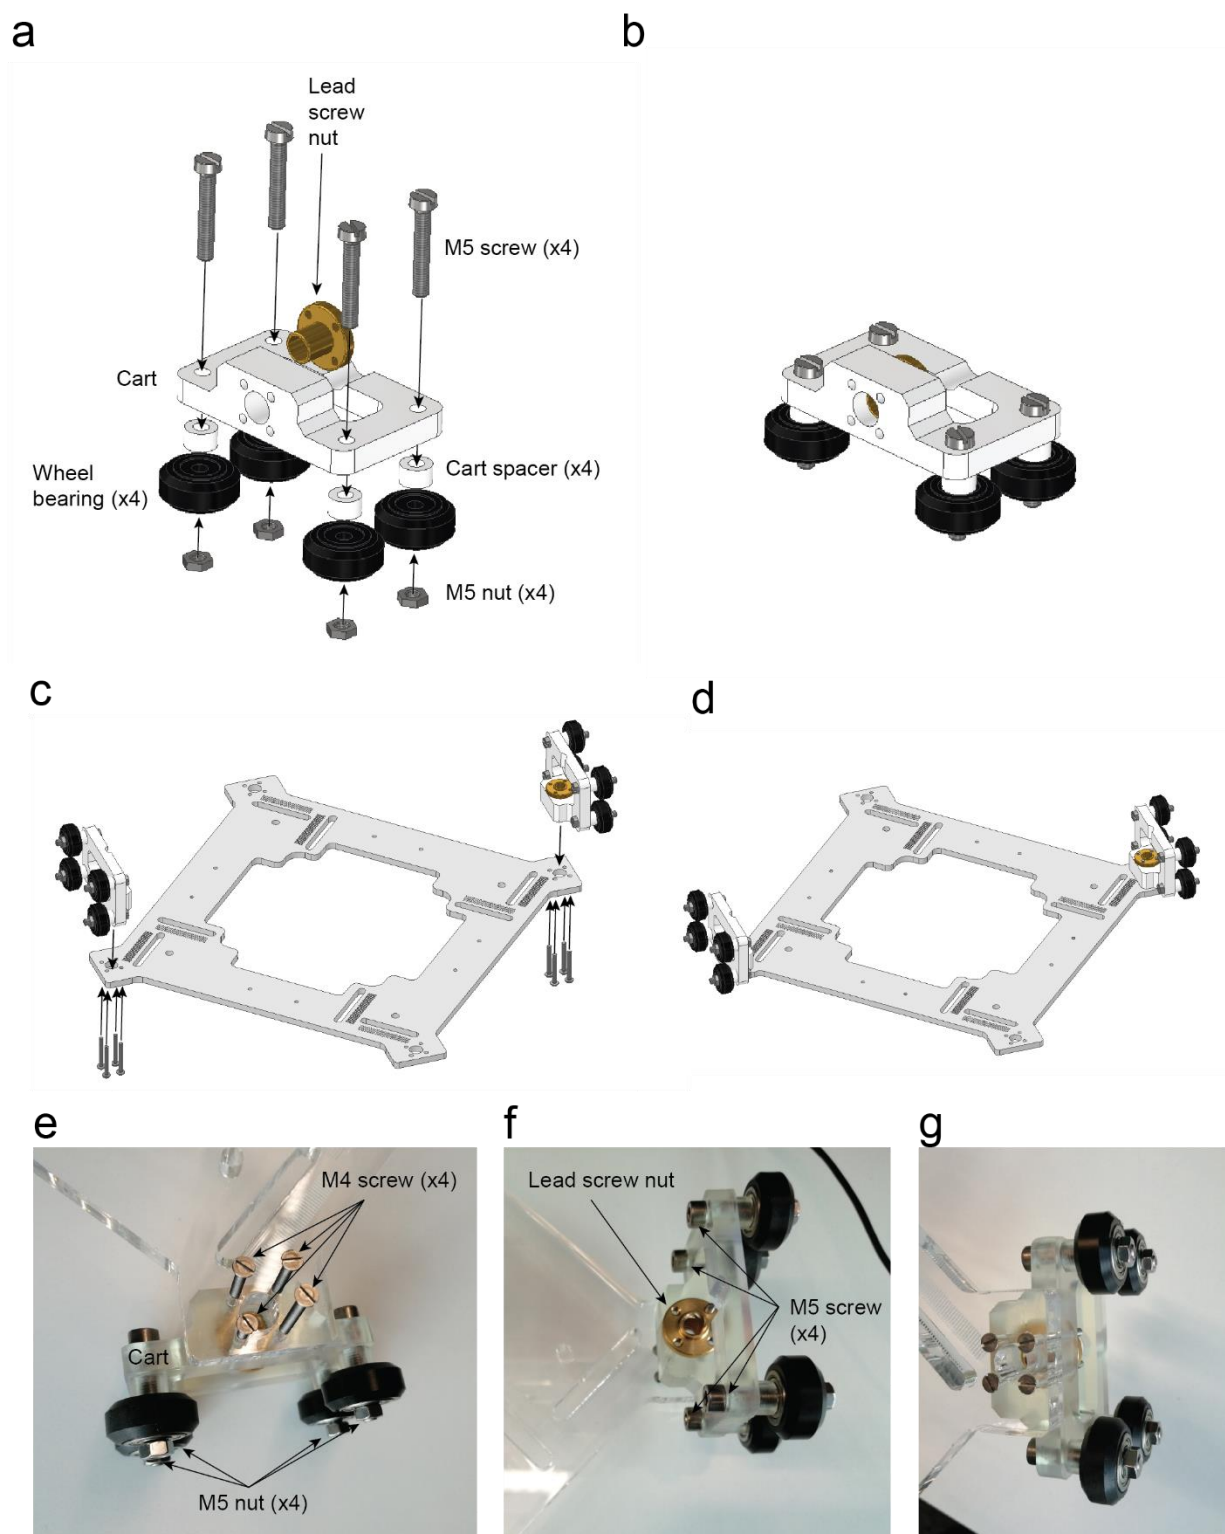 a
b
Lead
screw
nut
M5 screw (x4)
Cart
Wheel
bearing (x4)
Cart spacer (x4)
M5 nut (x4)
c
d
e
f
g
M4 screw (x4)
Cart
M5 nut (x4)
Lead screw nut
M5 screw
(x4)